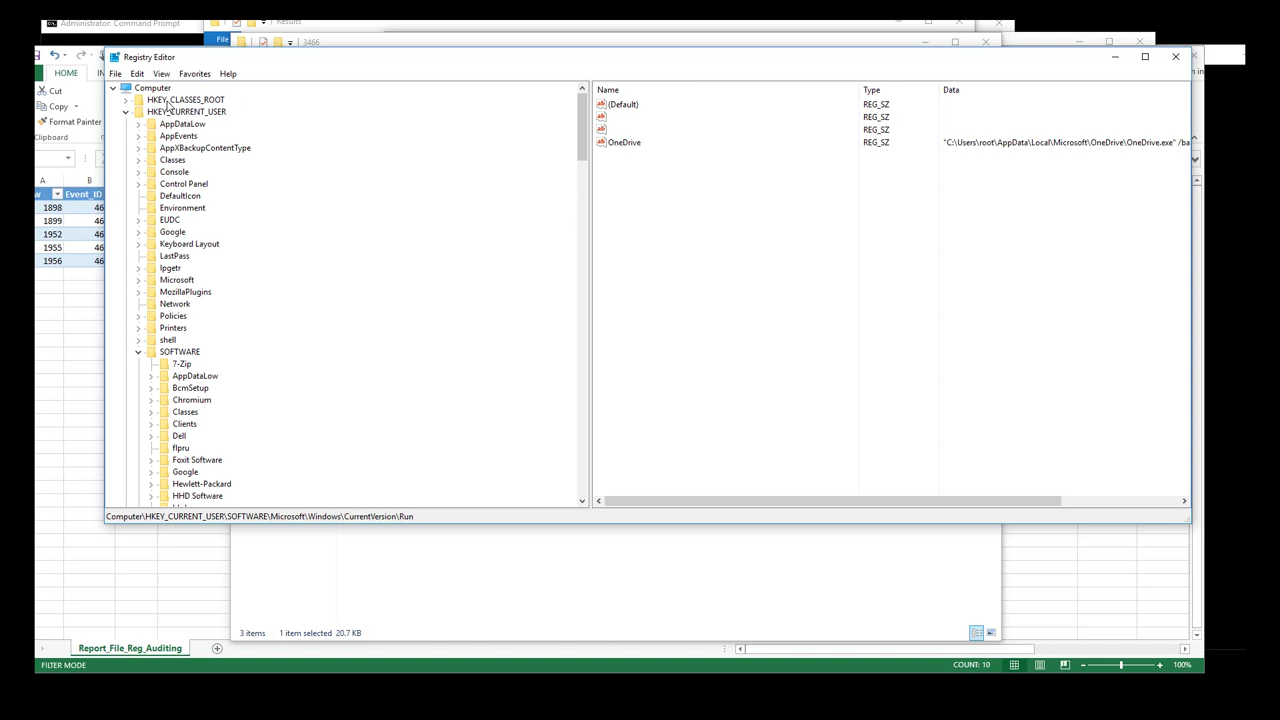 Administrator: Command Prompt
Results
File
3466
Registry Editor
File Edit View Favorites Help
HOME
Cut
Copy
Format Painter
Clipboard
Computer
HKEY_CLASSES_ROOT
HKEY_CURRENT_USER
AppDataLow
AppEvents
AppXBackupContentType
Classes
Console
Control Panel
DefaultIcon
Environment
EUDC
Google
Keyboard Layout
LastPass
lpgetr
Microsoft
MozillaPlugins
Network
Policies
Printers
shell
SOFTWARE
7-Zip
AppDataLow
BcmSetup
Chromium
Classes
Clients
Dell
flpru
Foxit Software
Google
Hewlett-Packard
HHD Software
Name Type Data
(Default) REG_SZ
REG_SZ
REG_SZ
OneDrive REG_SZ "C:\Users\root\AppData\Local\Microsoft\OneDrive\OneDrive.exe" /ba
A B
w Event_ID
1898 46
1899 46
1952 46
1955 46
1956 46
Computer\HKEY_CURRENT_USER\SOFTWARE\Microsoft\Windows\CurrentVersion\Run
3 items 1 item selected 20.7 KB
Report_File_Reg_Auditing
FILTER MODE COUNT: 10 100%